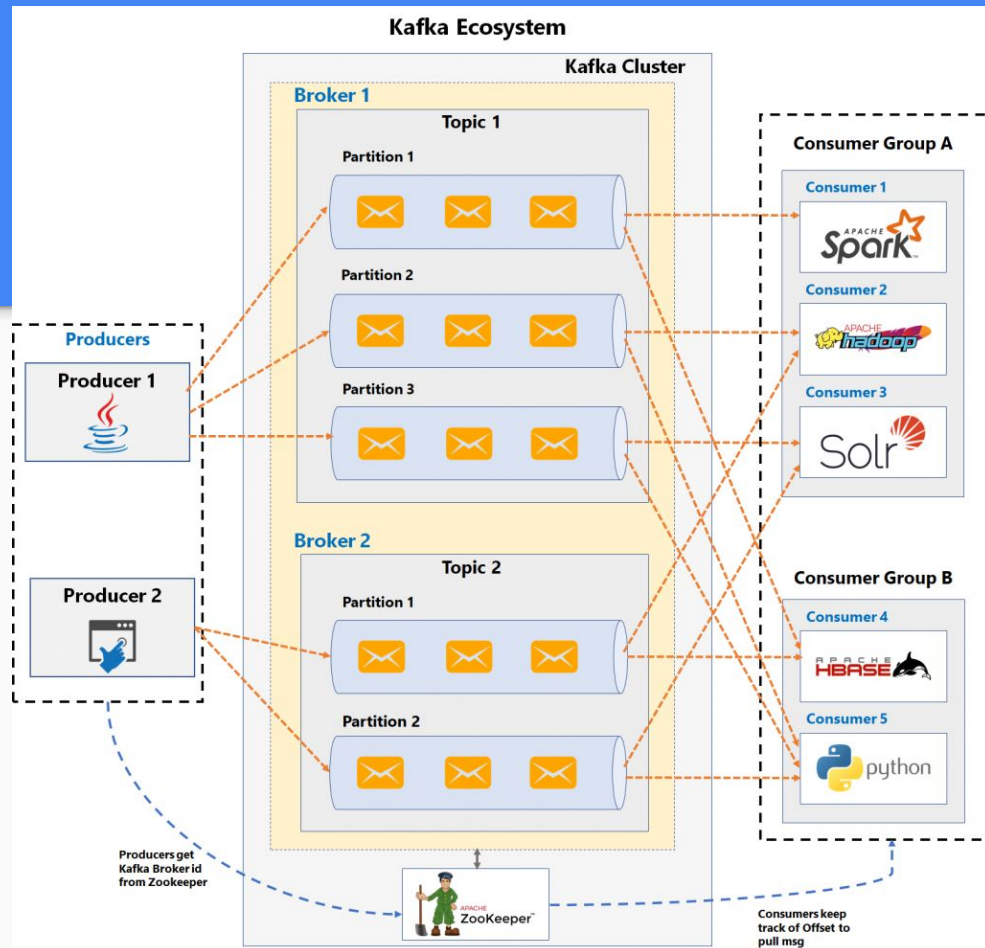 Kafka Ecosystem
Kafka Cluster
Broker 1
Topic 1
Partition 1
Partition 2
Partition 3
Broker 2
Topic 2
Partition 1
Partition 2
Producers
Producer 1
Producer 2
Consumer Group A
Consumer 1
APACHE
Spark™
Consumer 2
APACHE
hadoop
Consumer 3
Solr
Consumer Group B
Consumer 4
APACHE
HBASE
Consumer 5
python
Producers get
Kafka Broker id
from Zookeeper
APACHE
ZooKeeper™
Consumers keep
track of Offset to
pull msg